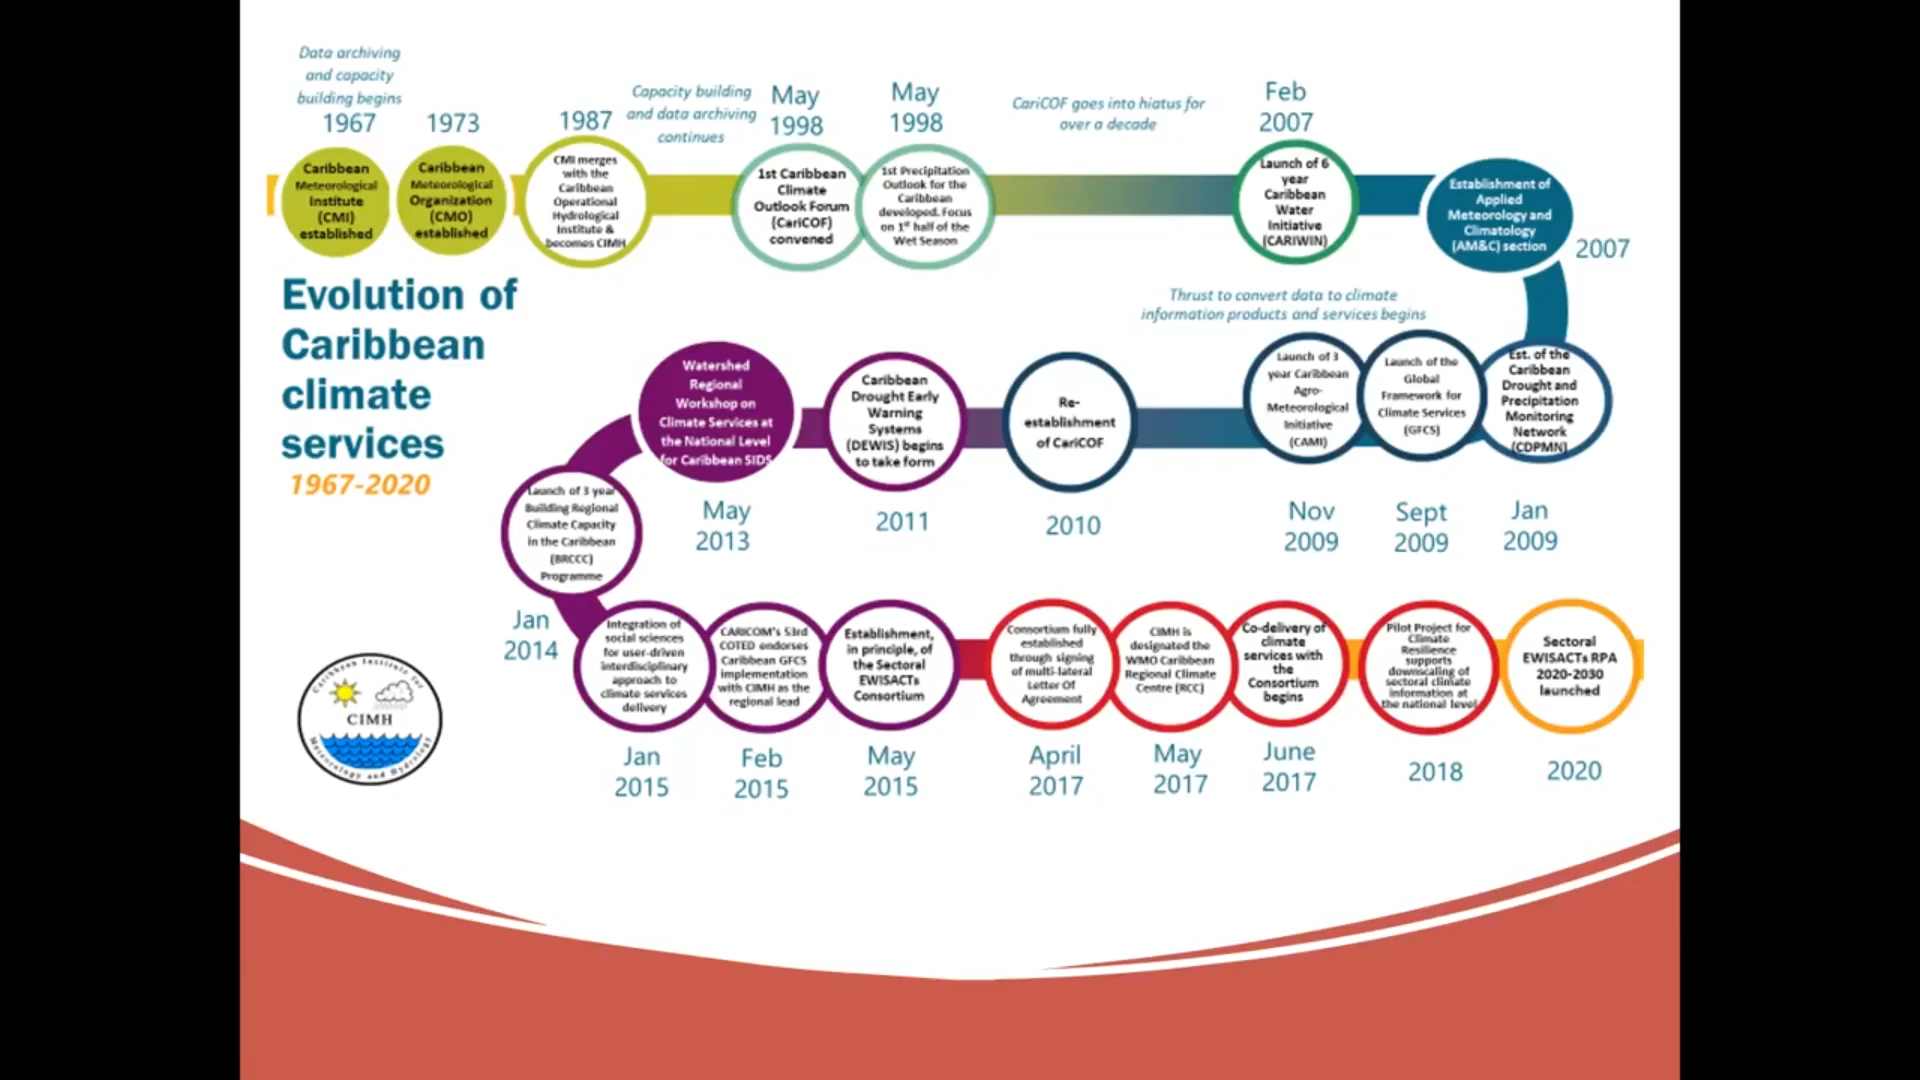 Data archiving
and capacity
building begins
1967
1973
1987
Capacity building
and data archiving
continues
May
1998
May
1998
CariCOF goes into hiatus for
over a decade
Feb
2007
Caribbean
Meteorological
Institute
(CMI)
established
Caribbean
Meteorological
Organization
(CMO)
established
CMI merges
with the
Caribbean
Operational
Hydrological
Institute &
becomes CIMH
1st Caribbean
Climate
Outlook Forum
(CariCOF)
convened
1st Precipitation
Outlook for the
Caribbean
developed. Focus
on 1st half of the
Wet Season
Launch of 6
year
Caribbean
Water
Initiative
(CARIWIN)
Establishment of
Applied
Meteorology and
Climatology
(AM&C) section
2007
Evolution of
Caribbean
climate
services
1967-2020
Thrust to convert data to climate
information products and services begins
Est. of the
Caribbean
Drought and
Precipitation
Monitoring
Network
(CDPMN)
Jan
2009
Launch of the
Global
Framework for
Climate Services
(GFCS)
Sept
2009
Launch of 3
year Caribbean
Agro-
Meteorological
Initiative
(CAMI)
Nov
2009
Re-
establishment
of CariCOF
2010
Caribbean
Drought Early
Warning
Systems
(DEWIS) begins
to take form
2011
Watershed
Regional
Workshop on
Climate Services at
the National Level
for Caribbean SIDS
May
2013
Launch of 3 year
Building Regional
Climate Capacity
in the Caribbean
(BRCCC)
Programme
Jan
2014
Integration of
social sciences
for user-driven
interdisciplinary
approach to
climate services
delivery
Jan
2015
CARICOM's 53rd
COTED endorses
Caribbean GFCS
implementation
with CIMH as the
regional lead
Feb
2015
Establishment,
in principle, of
the Sectoral
EWISACTs
Consortium
May
2015
Consortium fully
established
through signing
of multi-lateral
Letter Of
Agreement
April
2017
CIMH is
designated the
WMO Caribbean
Regional Climate
Centre (RCC)
May
2017
Co-delivery of
climate
services with
the
Consortium
begins
June
2017
Pilot Project for
Climate
Resilience
supports
downscaling of
sectoral climate
information at
the national level
2018
Sectoral
EWISACTs RPA
2020-2030
launched
2020
Caribbean Institute for
CIMH
Meteorology and Hydrology